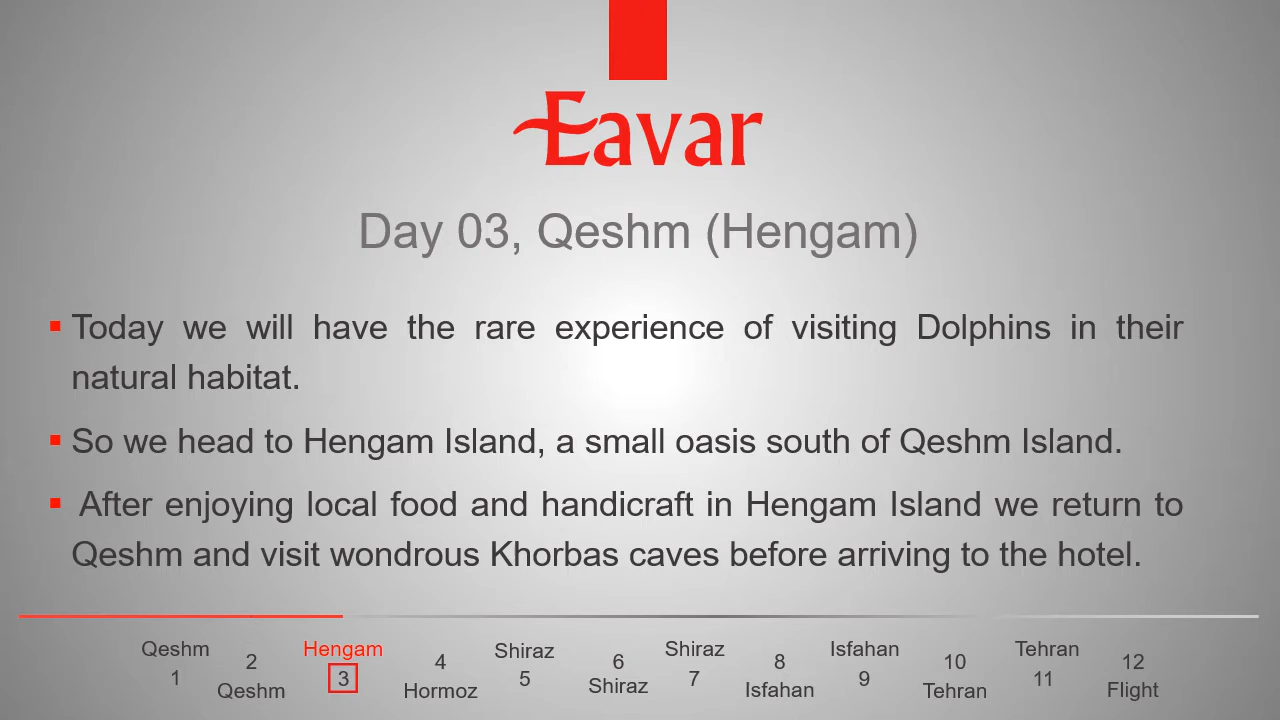 Eavar
Day 03, Qeshm (Hengam)
Today we will have the rare experience of visiting Dolphins in their
natural habitat.
So we head to Hengam Island, a small oasis south of Qeshm Island.
After enjoying local food and handicraft in Hengam Island we return to
Qeshm and visit wondrous Khorbas caves before arriving to the hotel.
Qeshm
1
2
Qeshm
Hengam
3
4
Hormoz
Shiraz
5
6
Shiraz
Shiraz
7
8
Isfahan
Isfahan
9
10
Tehran
Tehran
11
12
Flight